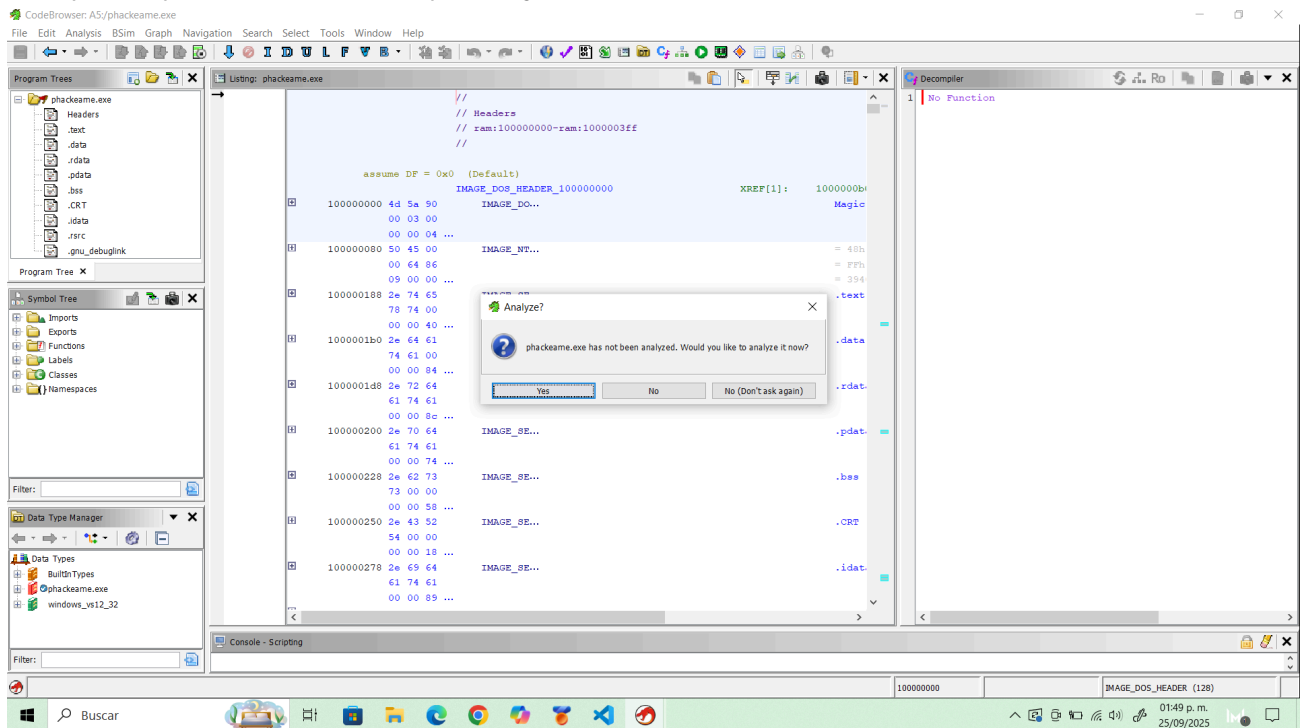 CodeBrowser: A5:/phackeame.exe
File Edit Analysis BSim Graph Navigation Search Select Tools Window Help
I D U L F V B
Program Trees
phackeame.exe
Headers
.text
.data
.rdata
.pdata
.bss
.CRT
.idata
.rsrc
.gnu_debuglink
Program Tree
Symbol Tree
Imports
Exports
Functions
Labels
Classes
Namespaces
Filter:
Data Type Manager
Data Types
BuiltInTypes
phackeame.exe
windows_vs12_32
Filter:
Listing: phackeame.exe
//
// Headers
// ram:100000000-ram:1000003ff
//
assume DF = 0x0 (Default)
IMAGE_DOS_HEADER_100000000 XREF[1]: 1000000b
100000000 4d 5a 90 IMAGE_DO... Magic
00 03 00
00 00 04 ...
100000080 50 45 00 IMAGE_NT... = 48h
00 64 86 = FFh
09 00 00 ... = 394
100000188 2e 74 65 .text
78 74 00
00 00 40 ...
1000001b0 2e 64 61 .data
74 61 00
00 00 84 ...
1000001d8 2e 72 64 .rdat
61 74 61
00 00 8c ...
100000200 2e 70 64 IMAGE_SE... .pdat
61 74 61
00 00 74 ...
100000228 2e 62 73 IMAGE_SE... .bss
73 00 00
00 00 58 ...
100000250 2e 43 52 IMAGE_SE... .CRT
54 00 00
00 00 18 ...
100000278 2e 69 64 IMAGE_SE... .idat
61 74 61
00 00 89 ...
Analyze?
phackeame.exe has not been analyzed. Would you like to analyze it now?
Yes No No (Don't ask again)
Decompiler Ro
1 No Function
Console - Scripting
100000000 IMAGE_DOS_HEADER (128)
Buscar
01:49 p. m.
25/09/2025